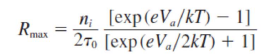 R_max = n_i / 2τ_0 [exp(eV_a/kT) − 1] / [exp(eV_a/2kT) + 1]